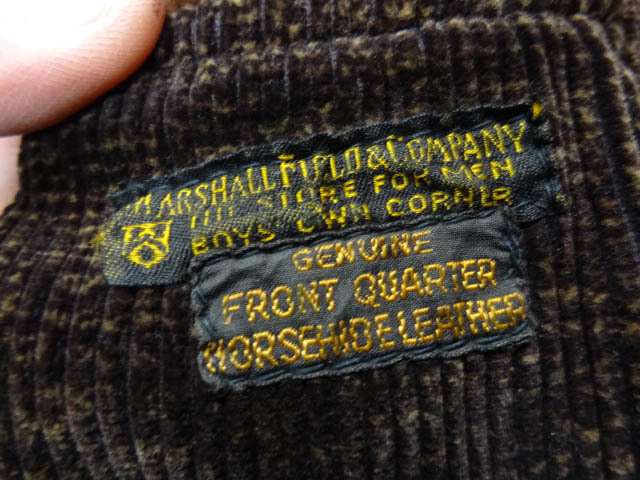 MARSHALL FIELD & COMPANY
THE STORE FOR MEN
BOYS OWN CORNER
GENUINE
FRONT QUARTER
HORSEHIDE LEATHER